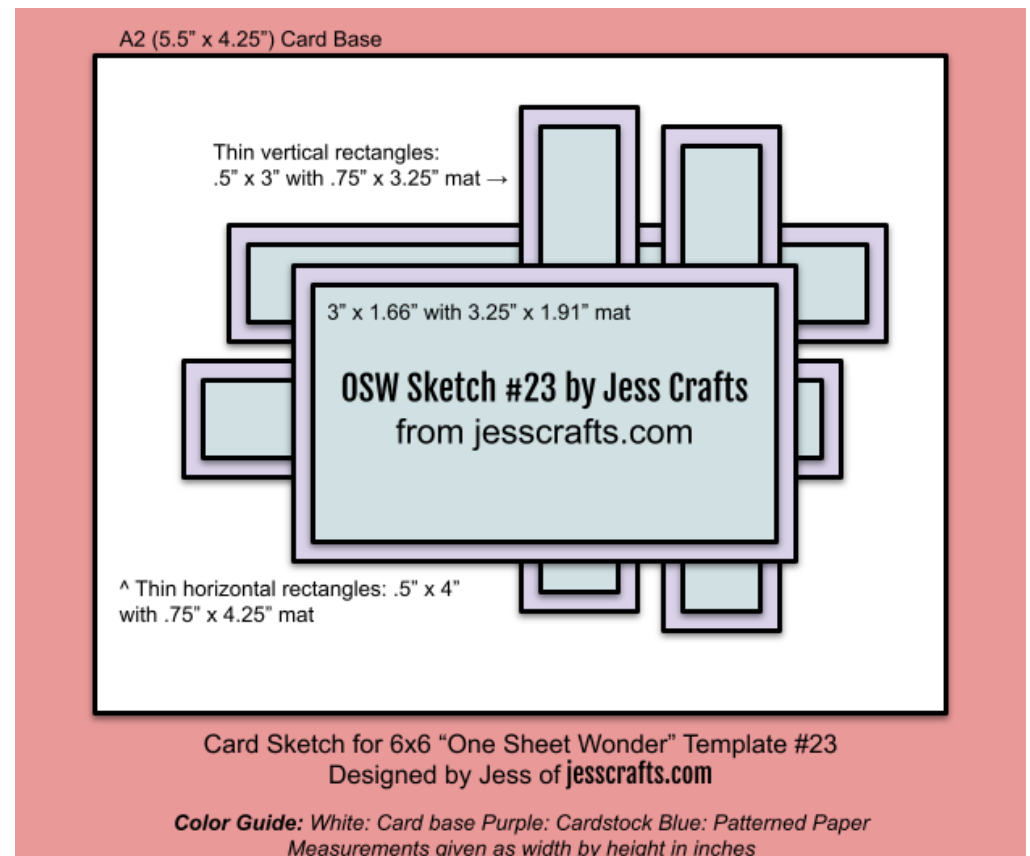 A2 (5.5” x 4.25”) Card Base
Thin vertical rectangles:
.5” x 3” with .75” x 3.25” mat →
3” x 1.66” with 3.25” x 1.91” mat
OSW Sketch #23 by Jess Crafts
from jesscrafts.com
^ Thin horizontal rectangles: .5” x 4”
with .75” x 4.25” mat
Card Sketch for 6x6 “One Sheet Wonder” Template #23
Designed by Jess of jesscrafts.com
Color Guide: White: Card base Purple: Cardstock Blue: Patterned Paper
Measurements given as width by height in inches